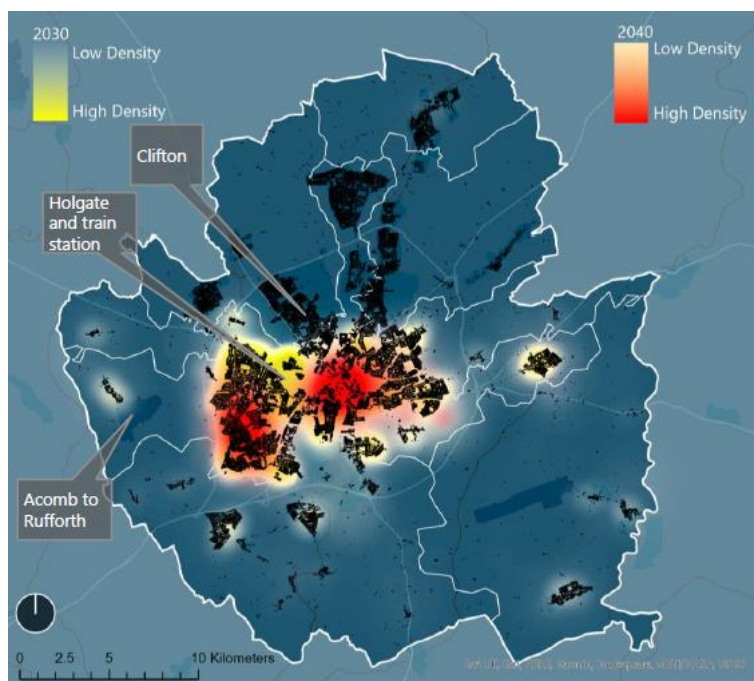 2030
Low Density
High Density
2040
Low Density
High Density
Clifton
Holgate
and train
station
Acomb to
Rufforth
0 2.5 5 10 Kilometers